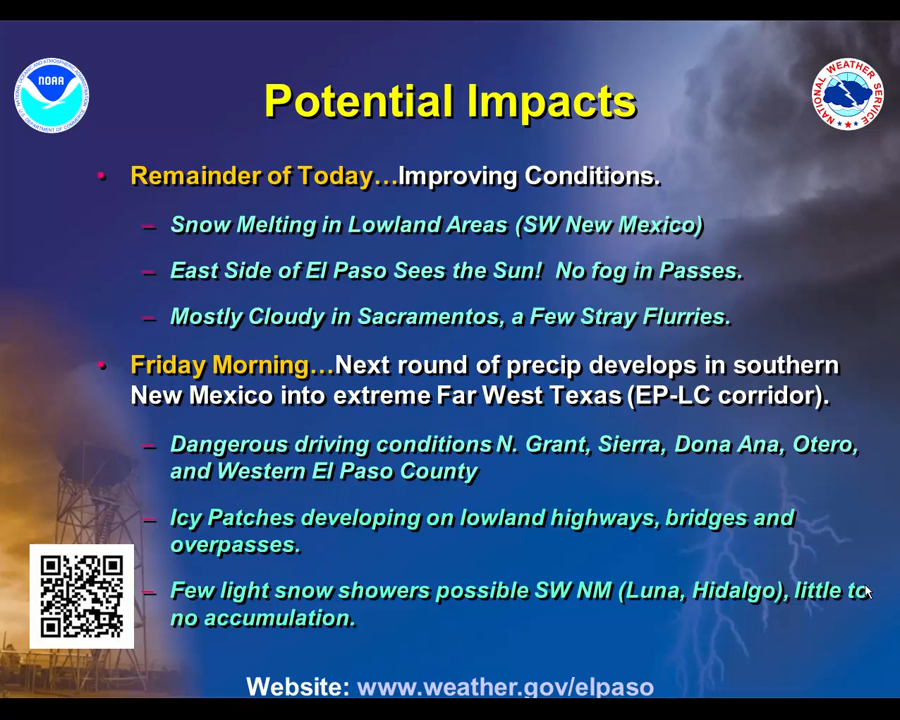 Potential Impacts
NOAA
NATIONAL WEATHER SERVICE
• Remainder of Today…Improving Conditions.
– Snow Melting in Lowland Areas (SW New Mexico)
– East Side of El Paso Sees the Sun!  No fog in Passes.
– Mostly Cloudy in Sacramentos, a Few Stray Flurries.
• Friday Morning…Next round of precip develops in southern
New Mexico into extreme Far West Texas (EP-LC corridor).
– Dangerous driving conditions N. Grant, Sierra, Dona Ana, Otero,
and Western El Paso County
– Icy Patches developing on lowland highways, bridges and
overpasses.
– Few light snow showers possible SW NM (Luna, Hidalgo), little to
no accumulation.
Website: www.weather.gov/elpaso